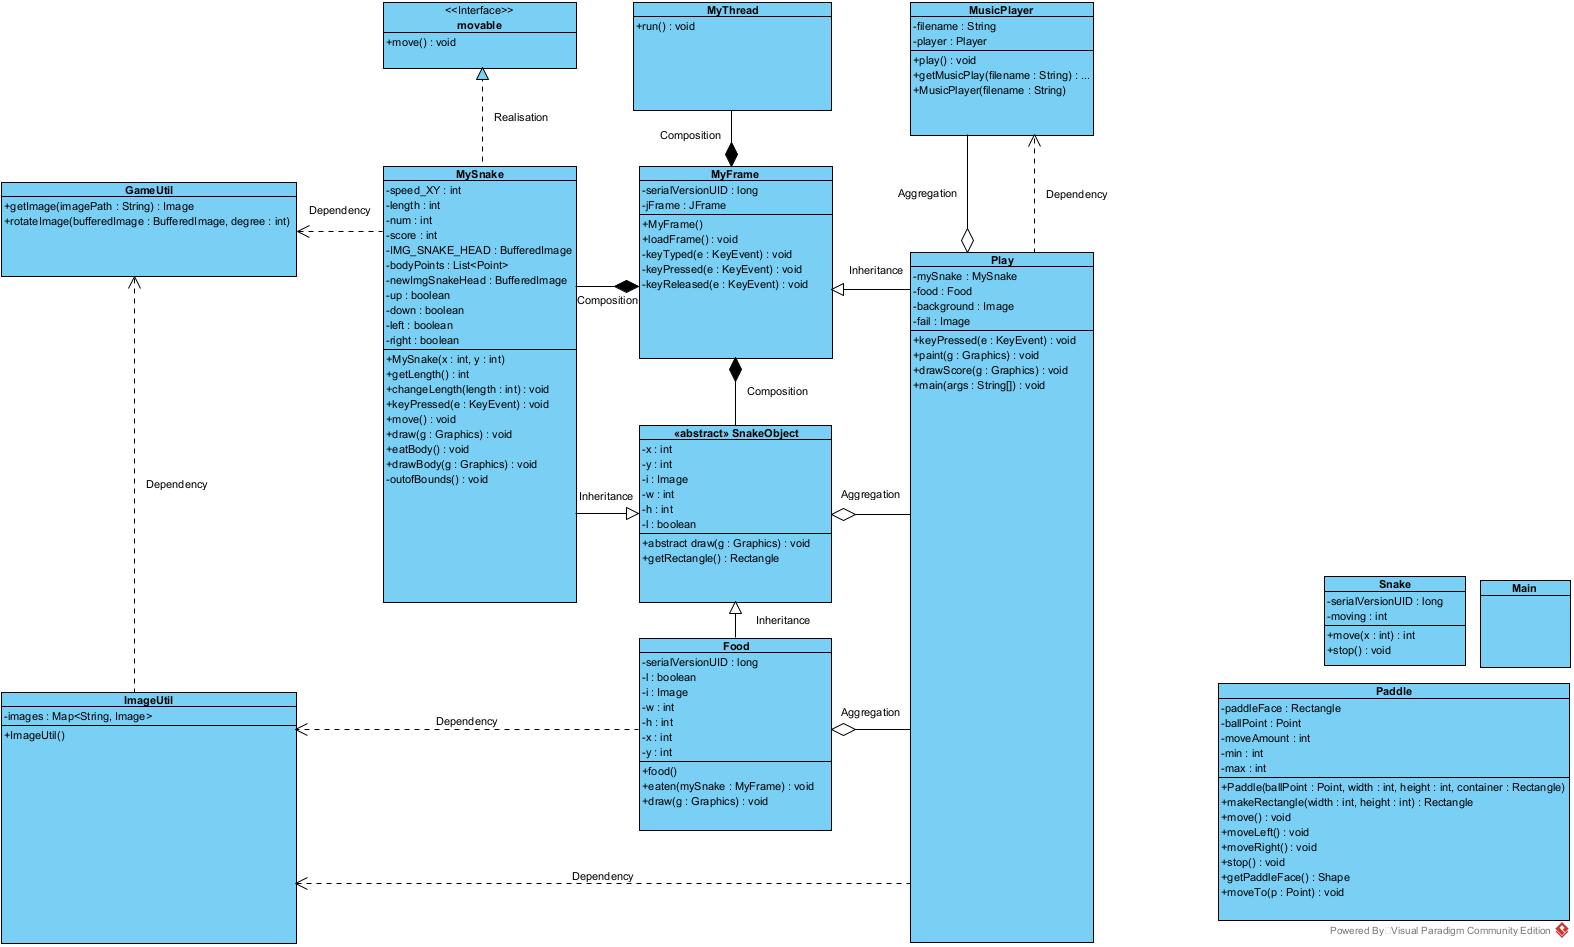 <<Interface>>
movable
+move() : void
MyThread
+run() : void
MusicPlayer
-filename : String
-player : Player
+play() : void
+getMusicPlay(filename : String) : ...
+MusicPlayer(filename : String)
Realisation
Composition
Aggregation
Dependency
GameUtil
+getImage(imagePath : String) : Image
+rotateImage(bufferedImage : BufferedImage, degree : int)
Dependency
MySnake
-speed_XY : int
-length : int
-num : int
-score : int
-IMG_SNAKE_HEAD : BufferedImage
-bodyPoints : List<Point>
-newImgSnakeHead : BufferedImage
-up : boolean
-down : boolean
-left : boolean
-right : boolean
+MySnake(x : int, y : int)
+getLength() : int
+changeLength(length : int) : void
+keyPressed(e : KeyEvent) : void
+move() : void
+draw(g : Graphics) : void
+eatBody() : void
+drawBody(g : Graphics) : void
-outofBounds() : void
Composition
MyFrame
-serialVersionUID : long
-jFrame : JFrame
+MyFrame()
+loadFrame() : void
-keyTyped(e : KeyEvent) : void
-keyPressed(e : KeyEvent) : void
-keyReleased(e : KeyEvent) : void
Inheritance
Play
-mySnake : MySnake
-food : Food
-background : Image
-fail : Image
+keyPressed(e : KeyEvent) : void
+paint(g : Graphics) : void
+drawScore(g : Graphics) : void
+main(args : String[]) : void
Composition
«abstract» SnakeObject
-x : int
-y : int
-i : Image
-w : int
-h : int
-l : boolean
+abstract draw(g : Graphics) : void
+getRectangle() : Rectangle
Inheritance
Aggregation
Dependency
Inheritance
Food
-serialVersionUID : long
-l : boolean
-i : Image
-w : int
-h : int
-x : int
-y : int
+food()
+eaten(mySnake : MyFrame) : void
+draw(g : Graphics) : void
Aggregation
ImageUtil
-images : Map<String, Image>
+ImageUtil()
Dependency
Dependency
Snake
-serialVersionUID : long
-moving : int
+move(x : int) : int
+stop() : void
Main
Paddle
-paddleFace : Rectangle
-ballPoint : Point
-moveAmount : int
-min : int
-max : int
+Paddle(ballPoint : Point, width : int, height : int, container : Rectangle)
+makeRectangle(width : int, height : int) : Rectangle
+move() : void
+moveLeft() : void
+moveRight() : void
+stop() : void
+getPaddleFace() : Shape
+moveTo(p : Point) : void
Powered By Visual Paradigm Community Edition